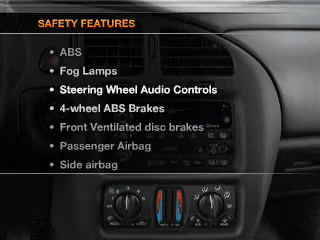 SAFETY FEATURES
• ABS
• Fog Lamps
• Steering Wheel Audio Controls
• 4-wheel ABS Brakes
• Front Ventilated disc brakes
• Passenger Airbag
• Side airbag